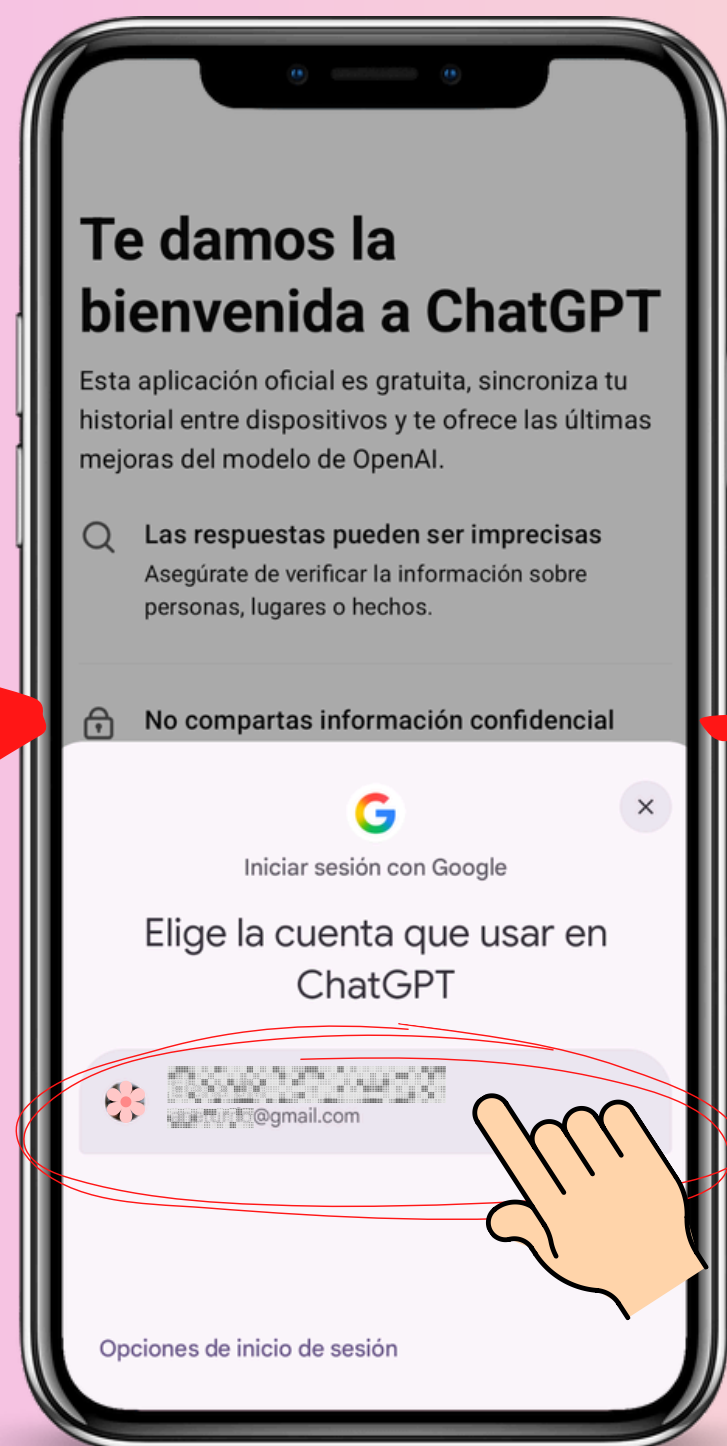 Te damos la
bienvenida a ChatGPT
Esta aplicación oficial es gratuita, sincroniza tu
historial entre dispositivos y te ofrece las últimas
mejoras del modelo de OpenAI.
Las respuestas pueden ser imprecisas
Asegúrate de verificar la información sobre
personas, lugares o hechos.
No compartas información confidencial
Iniciar sesión con Google
Elige la cuenta que usar en
ChatGPT
@gmail.com
Opciones de inicio de sesión